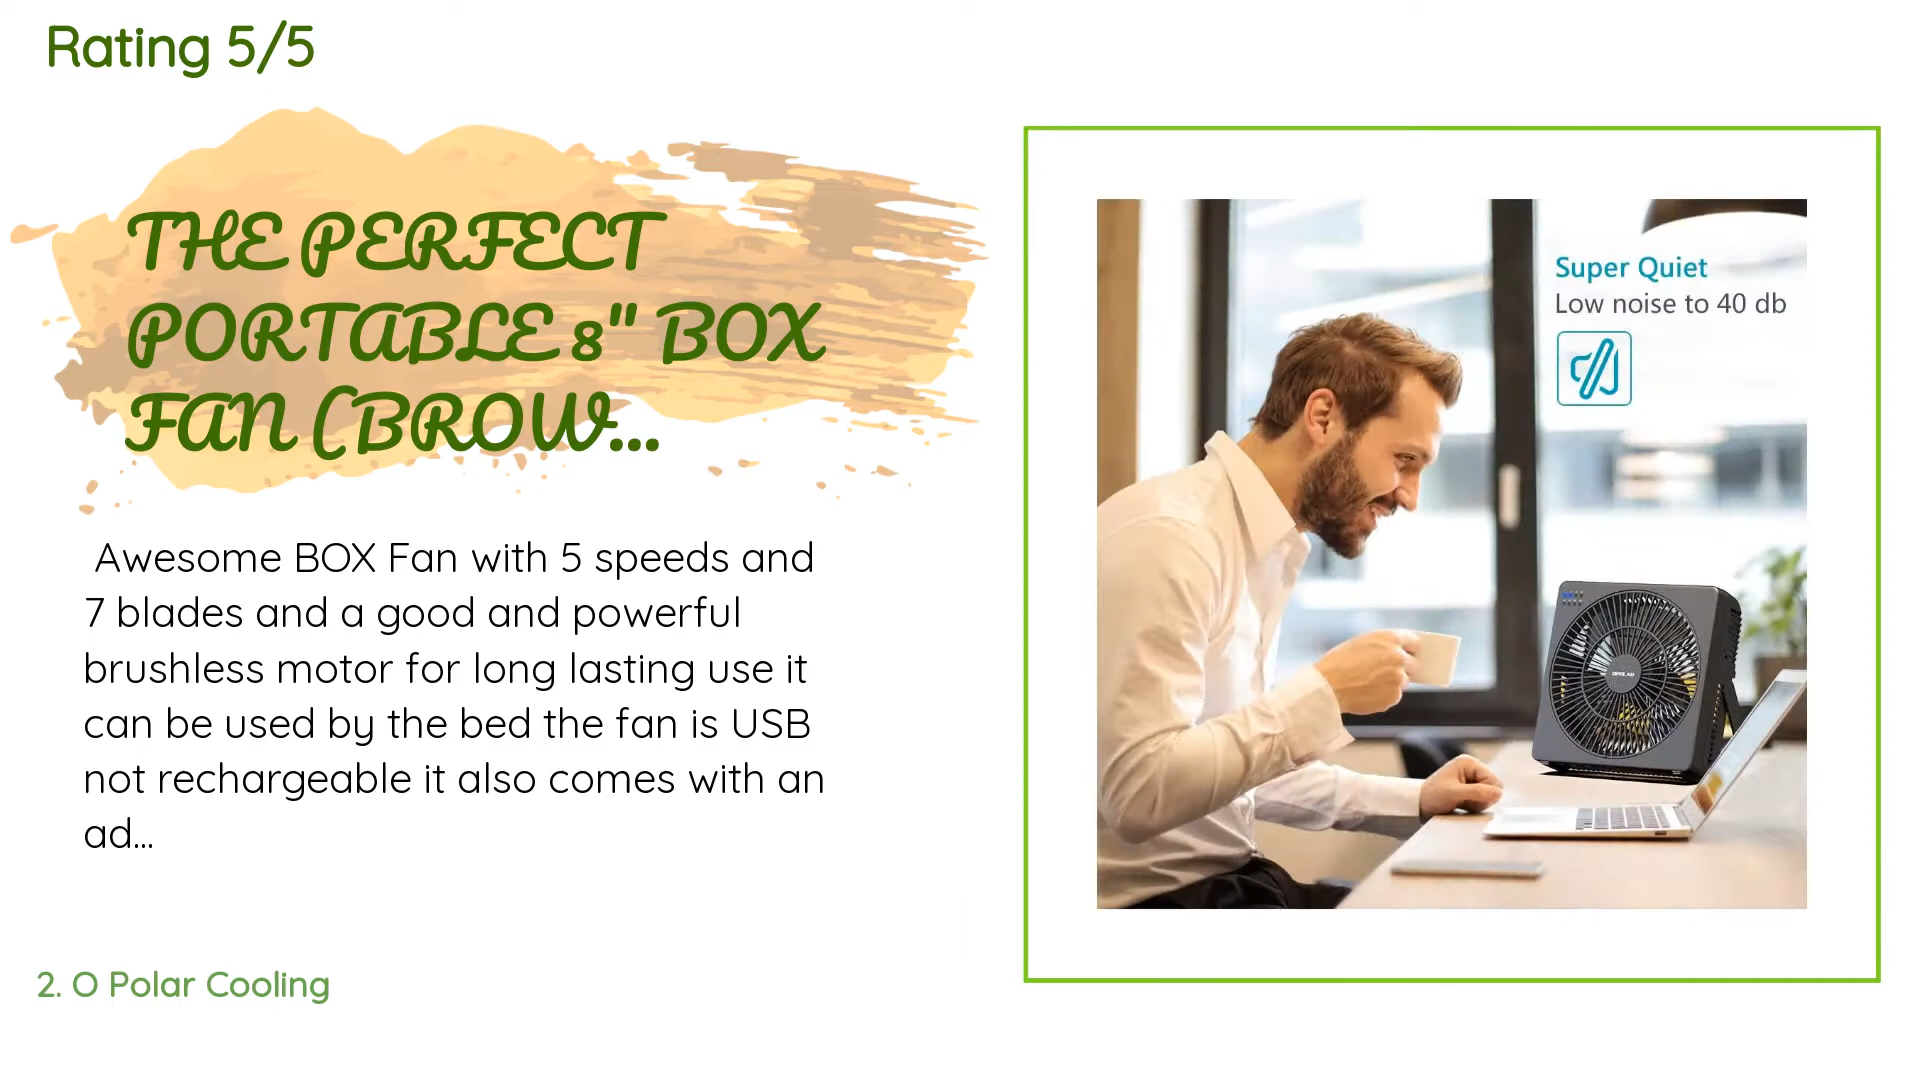 Rating 5/5
THE PERFECT
PORTABLE 8" BOX
FAN (BROW...
Awesome BOX Fan with 5 speeds and
7 blades and a good and powerful
brushless motor for long lasting use it
can be used by the bed the fan is USB
not rechargeable it also comes with an
ad...
2. O Polar Cooling
Super Quiet
Low noise to 40 db